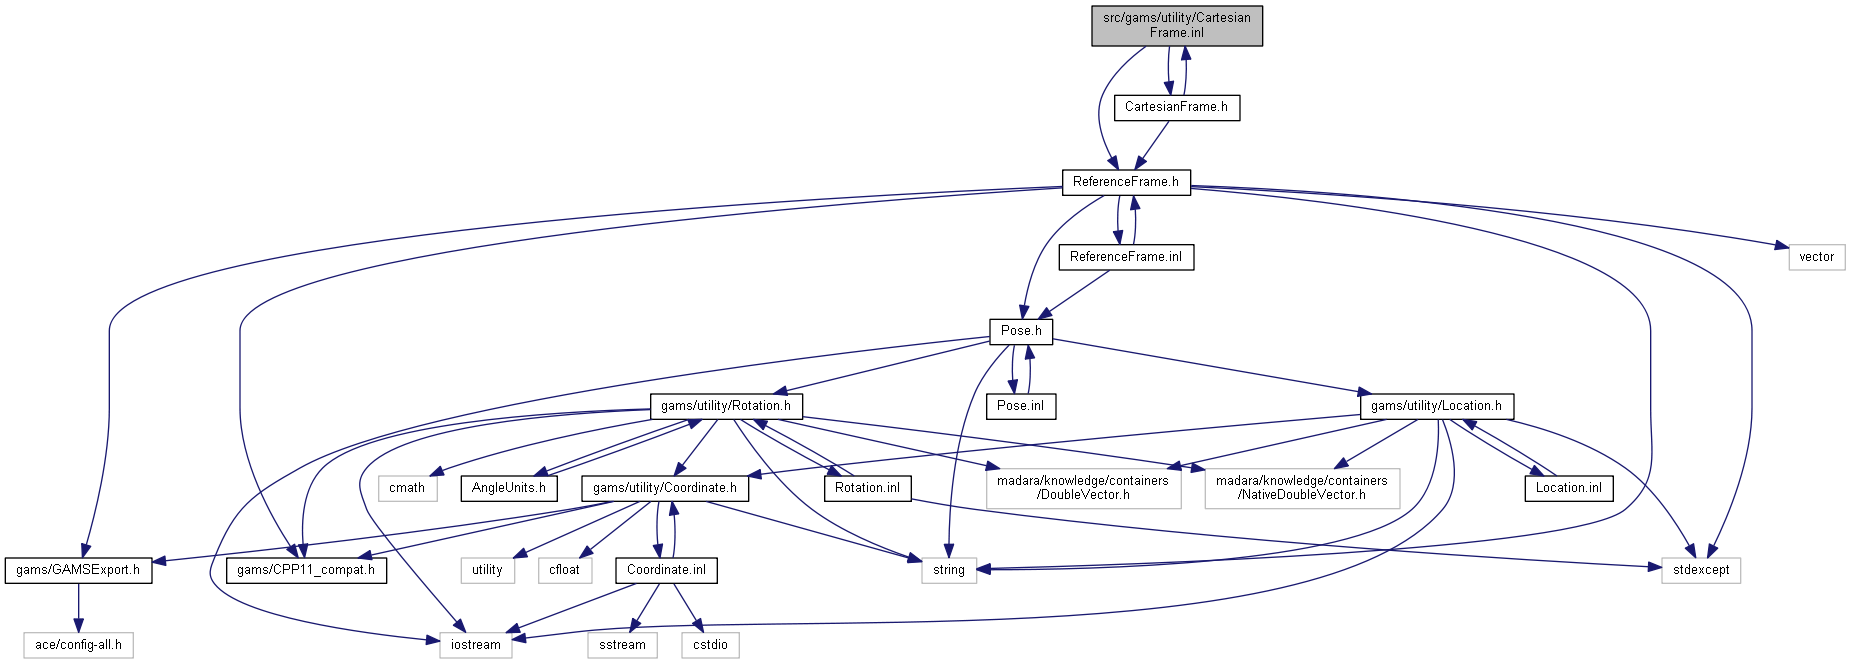 src/gams/utility/Cartesian
Frame.inl
CartesianFrame.h
ReferenceFrame.h
ReferenceFrame.inl
vector
Pose.h
gams/utility/Rotation.h
Pose.inl
gams/utility/Location.h
cmath
AngleUnits.h
gams/utility/Coordinate.h
Rotation.inl
madara/knowledge/containers
/DoubleVector.h
madara/knowledge/containers
/NativeDoubleVector.h
Location.inl
gams/GAMSExport.h
gams/CPP11_compat.h
utility
cfloat
Coordinate.inl
string
stdexcept
ace/config-all.h
iostream
sstream
cstdio